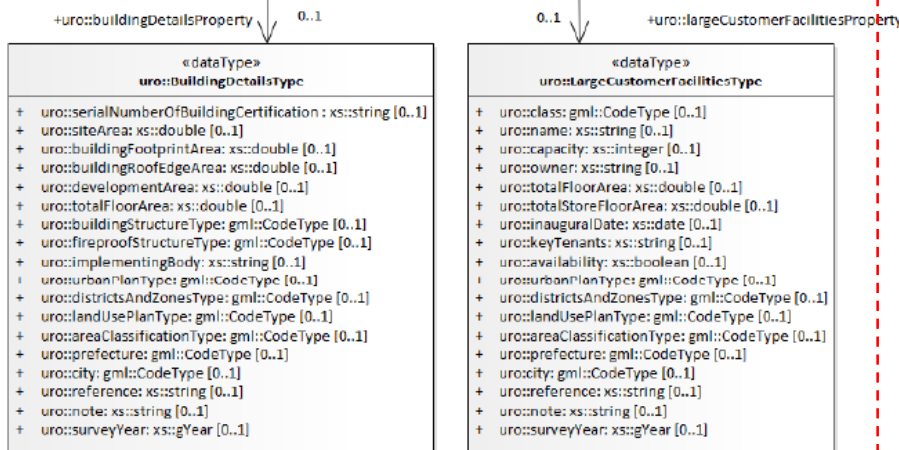 +uro::buildingDetailsProperty 0..1
«dataType»
uro::BuildingDetailsType
+ uro::serialNumberOfBuildingCertification : xs::string [0..1]
+ uro::siteArea: xs::double [0..1]
+ uro::buildingFootprintArea: xs::double [0..1]
+ uro::buildingRoofEdgeArea: xs::double [0..1]
+ uro::developmentArea: xs::double [0..1]
+ uro::totalFloorArea: xs::double [0..1]
+ uro::buildingStructureType: gml::CodeType [0..1]
+ uro::fireproofStructureType: gml::CodeType [0..1]
+ uro::implementingBody: xs::string [0..1]
+ uro::urbanPlanType: gml::CodeType [0..1]
+ uro::districtsAndZonesType: gml::CodeType [0..1]
+ uro::landUsePlanType: gml::CodeType [0..1]
+ uro::areaClassificationType: gml::CodeType [0..1]
+ uro::prefecture: gml::CodeType [0..1]
+ uro::city: gml::CodeType [0..1]
+ uro::reference: xs::string [0..1]
+ uro::note: xs::string [0..1]
+ uro::surveyYear: xs::gYear [0..1]
0..1 +uro::largeCustomerFacilitiesProperty
«dataType»
uro::LargeCustomerFacilitiesType
+ uro::class: gml::CodeType [0..1]
+ uro::name: xs::string [0..1]
+ uro::capacity: xs::integer [0..1]
+ uro::owner: xs::string [0..1]
+ uro::totalFloorArea: xs::double [0..1]
+ uro::totalStoreFloorArea: xs::double [0..1]
+ uro::inauguralDate: xs::date [0..1]
+ uro::keyTenants: xs::string [0..1]
+ uro::availability: xs::boolean [0..1]
+ uro::urbanPlanType: gml::CodeType [0..1]
+ uro::districtsAndZonesType: gml::CodeType [0..1]
+ uro::landUsePlanType: gml::CodeType [0..1]
+ uro::areaClassificationType: gml::CodeType [0..1]
+ uro::prefecture: gml::CodeType [0..1]
+ uro::city: gml::CodeType [0..1]
+ uro::reference: xs::string [0..1]
+ uro::note: xs::string [0..1]
+ uro::surveyYear: xs::gYear [0..1]